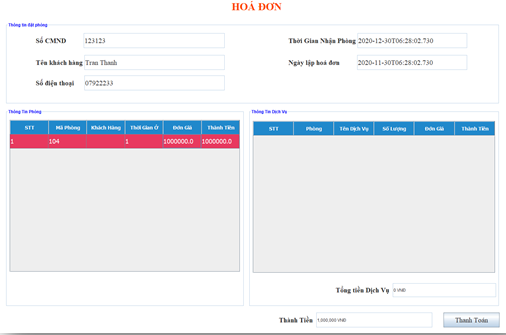 HOÁ ĐƠN
Thông tin đặt phòng
Số CMND 123123 Thời Gian Nhận Phòng 2020-12-30T06:28:02.730
Tên khách hàng Tran Thanh Ngày lập hoá đơn 2020-11-30T06:28:02.730
Số điện thoại 07922233
Thông Tin Phòng
STT Mã Phòng Khách Hàng Thời Gian Ở Đơn Giá Thành Tiền
1 104 1 1000000.0 1000000.0
Thông Tin Dịch Vụ
STT Phòng Tên Dịch Vụ Số Lượng Đơn Giá Thành Tiền
Tổng tiền Dịch Vụ 0 VNĐ
Thành Tiền 1,000,000 VNĐ Thanh Toán